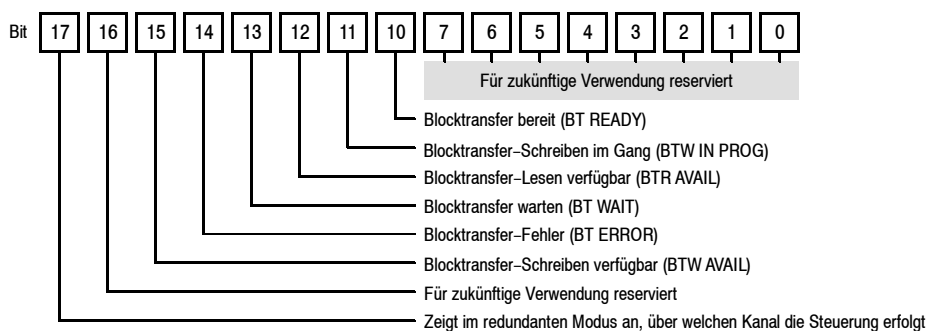 Bit 17 16 15 14 13 12 11 10 7 6 5 4 3 2 1 0
Für zukünftige Verwendung reserviert
Blocktransfer bereit (BT READY)
Blocktransfer–Schreiben im Gang (BTW IN PROG)
Blocktransfer–Lesen verfügbar (BTR AVAIL)
Blocktransfer warten (BT WAIT)
Blocktransfer–Fehler (BT ERROR)
Blocktransfer–Schreiben verfügbar (BTW AVAIL)
Für zukünftige Verwendung reserviert
Zeigt im redundanten Modus an, über welchen Kanal die Steuerung erfolgt